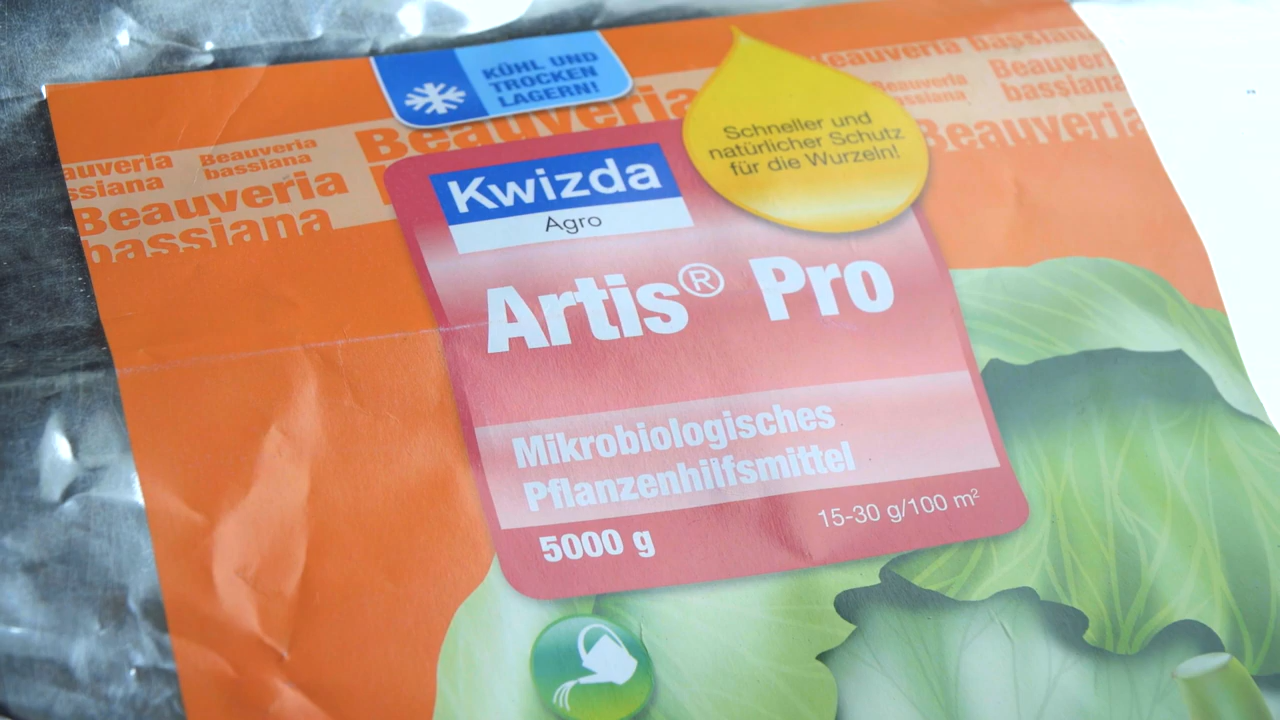 KÜHL UND
TROCKEN
LAGERN!
Beauveria
bassiana
Beauveria
bassiana
Beauveria
Beauveria bassiana
Beauveria
bassiana
Beauveria
Schneller und
natürlicher Schutz
für die Wurzeln!
Kwizda
Agro
Artis® Pro
Mikrobiologisches
Pflanzenhilfsmittel
5000 g
15-30 g/100 m²